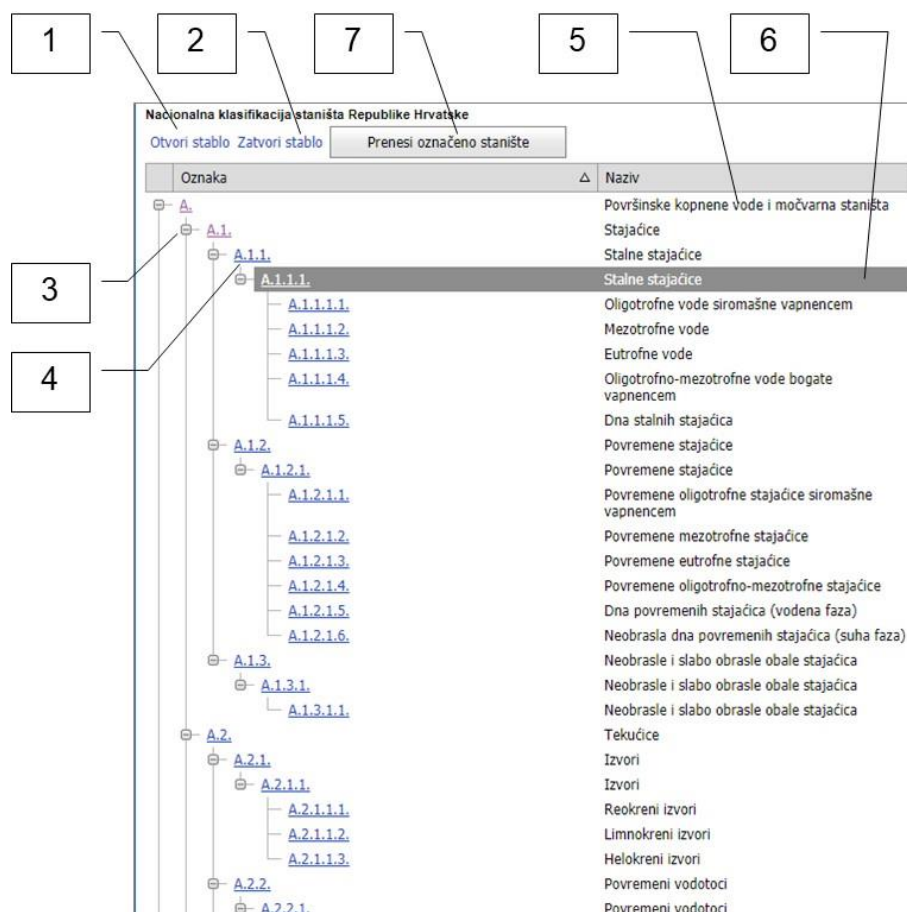 1 2 7 5 6
Nacionalna klasifikacija staništa Republike Hrvatske
Otvori stablo Zatvori stablo Prenesi označeno stanište
Oznaka Naziv
A. Površinske kopnene vode i močvarna staništa
A.1. Stajaćice
A.1.1. Stalne stajaćice
3
A.1.1.1. Stalne stajaćice
A.1.1.1.1. Oligotrofne vode siromašne vapnencem
A.1.1.1.2. Mezotrofne vode
A.1.1.1.3. Eutrofne vode
4
A.1.1.1.4. Oligotrofno-mezotrofne vode bogate
vapnencem
A.1.1.1.5. Dna stalnih stajaćica
A.1.2. Povremene stajaćice
A.1.2.1. Povremene stajaćice
A.1.2.1.1. Povremene oligotrofne stajaćice siromašne
vapnencem
A.1.2.1.2. Povremene mezotrofne stajaćice
A.1.2.1.3. Povremene eutrofne stajaćice
A.1.2.1.4. Povremene oligotrofno-mezotrofne stajaćice
A.1.2.1.5. Dna povremenih stajaćica (vodena faza)
A.1.2.1.6. Neobrasla dna povremenih stajaćica (suha faza)
A.1.3. Neobrasle i slabo obrasle obale stajaćica
A.1.3.1. Neobrasle i slabo obrasle obale stajaćica
A.1.3.1.1. Neobrasle i slabo obrasle obale stajaćica
A.2. Tekućice
A.2.1. Izvori
A.2.1.1. Izvori
A.2.1.1.1. Reokreni izvori
A.2.1.1.2. Limnokreni izvori
A.2.1.1.3. Helokreni izvori
A.2.2. Povremeni vodotoci
A.2.2.1. Povremeni vodotoci